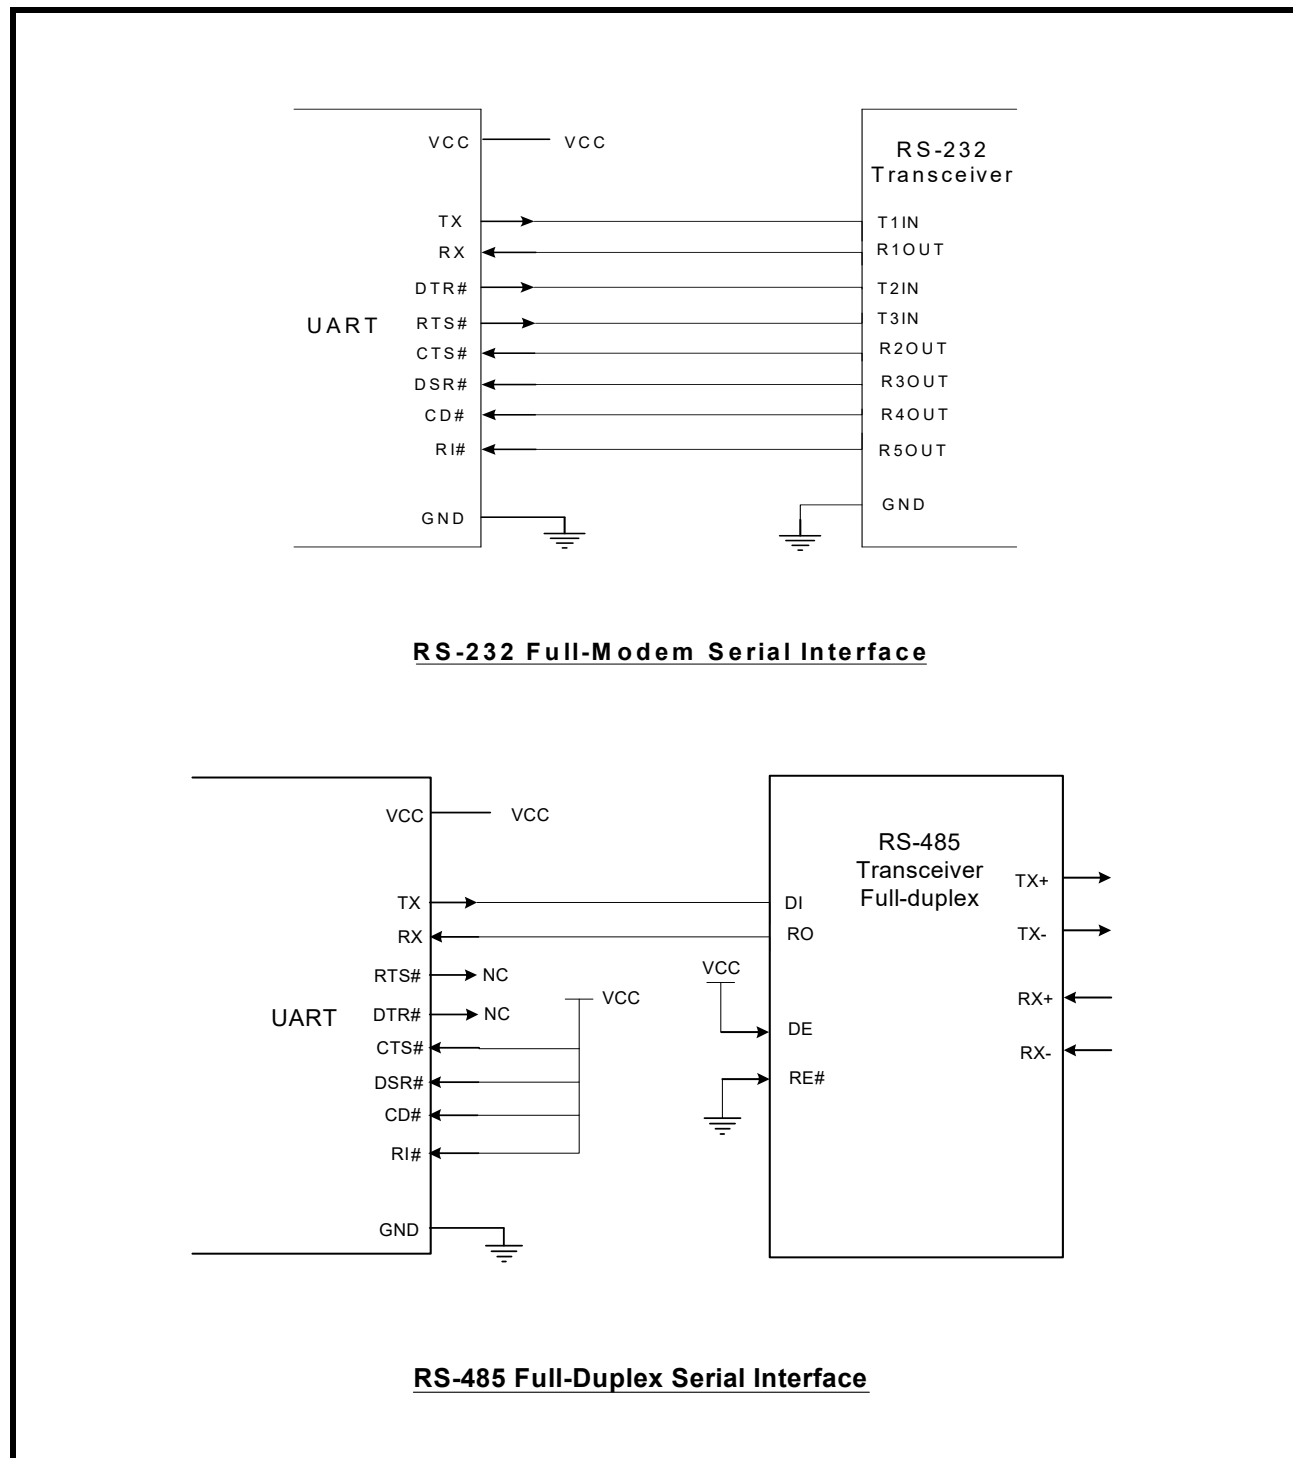 VCC VCC
RS-232
Transceiver
TX T1IN
RX R1OUT
DTR# T2IN
UART RTS# T3IN
CTS# R2OUT
DSR# R3OUT
CD# R4OUT
RI# R5OUT
GND GND
RS-232 Full-Modem Serial Interface
VCC VCC
RS-485
Transceiver
Full-duplex
TX+
TX DI
RX RO TX-
RTS# NC VCC
VCC RX+
UART DTR# NC
DE
CTS# RX-
DSR# RE#
CD#
RI#
GND
RS-485 Full-Duplex Serial Interface